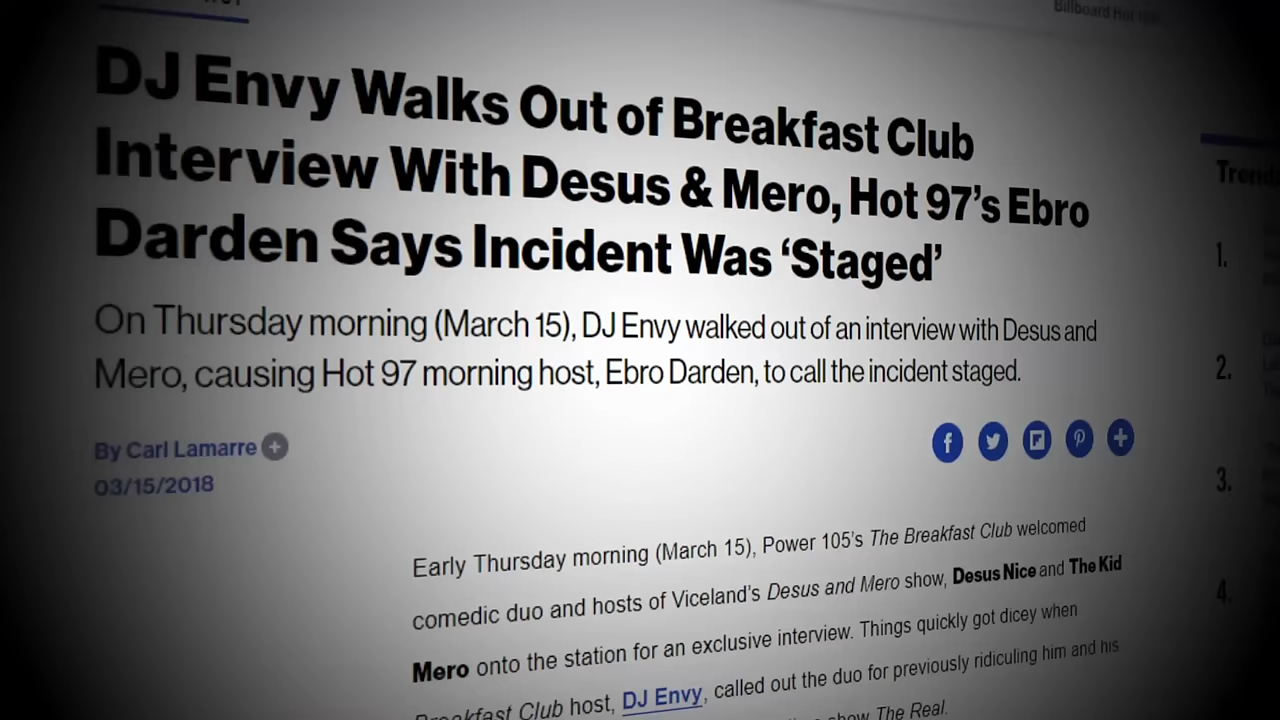 Billboard Hot
DJ Envy Walks Out of Breakfast Club
Interview With Desus & Mero, Hot 97's Ebro
Darden Says Incident Was 'Staged'
On Thursday morning (March 15), DJ Envy walked out of an interview with Desus and
Mero, causing Hot 97 morning host, Ebro Darden, to call the incident staged.
By Carl Lamarre
03/15/2018
Early Thursday morning (March 15), Power 105's The Breakfast Club welcomed
comedic duo and hosts of Viceland's Desus and Mero show, Desus Nice and The Kid
Mero onto the station for an exclusive interview. Things quickly got dicey when
Breakfast Club host, DJ Envy, called out the duo for previously ridiculing him and his
show The Real.
1.
2.
3.
4.